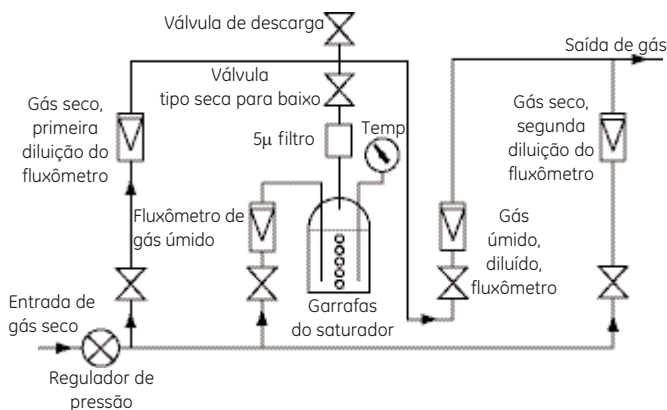 Válvula de descarga
Saída de gás
Válvula
tipo seca para baixo
Gás seco,
primeira
diluição do
fluxômetro
5µ filtro
Temp
Gás seco,
segunda
diluição do
fluxômetro
Fluxômetro de
gás úmido
Gás
úmido,
diluído,
fluxômetro
Entrada de
gás seco
Garrafas
do saturador
Regulador de
pressão